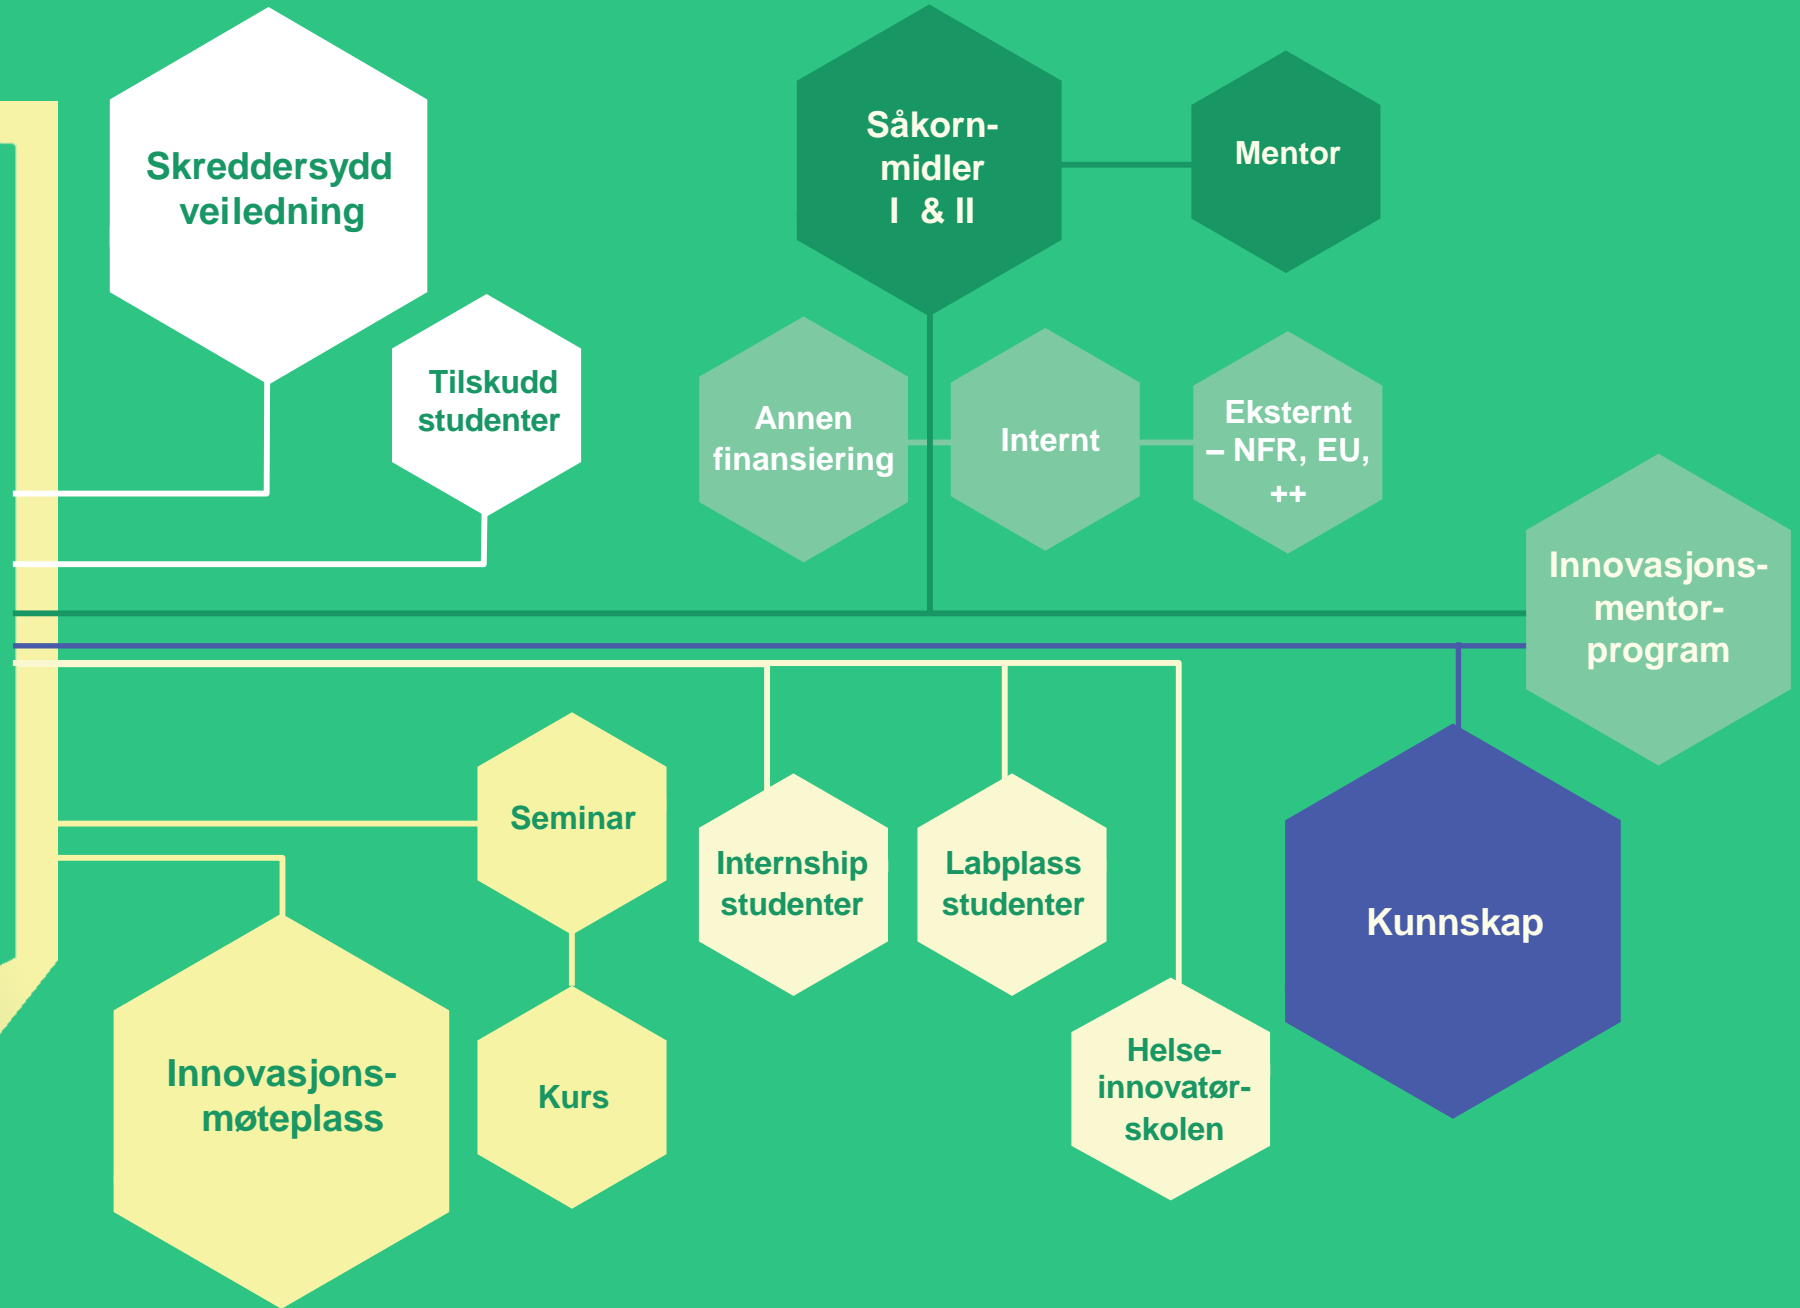 Skreddersydd
veiledning
Tilskudd
studenter
Såkorn-
midler
I & II
Mentor
Annen
finansiering
Internt
Eksternt
– NFR, EU,
++
Innovasjons-
mentor-
program
Seminar
Internship
studenter
Labplass
studenter
Kunnskap
Innovasjons-
møteplass
Kurs
Helse-
innovatør-
skolen